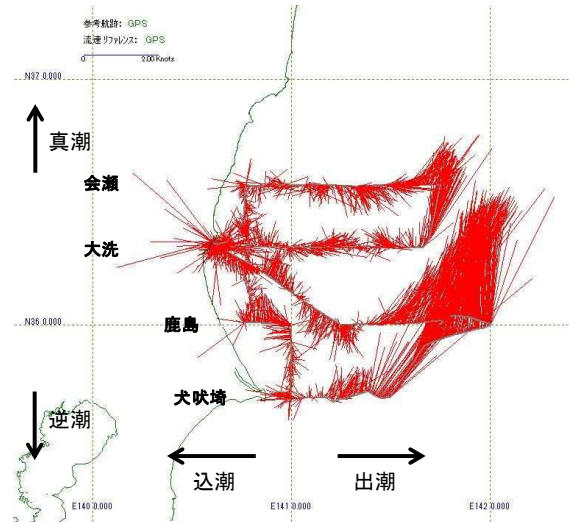 参考航跡: GPS
流速リファレンス: GPS
0 2.00 Knots
N37 0.000
真潮
会瀬
大洗
N36 0.000
鹿島
犬吠埼
逆潮
込潮
出潮
E140 0.000
E141 0.000
E142 0.000